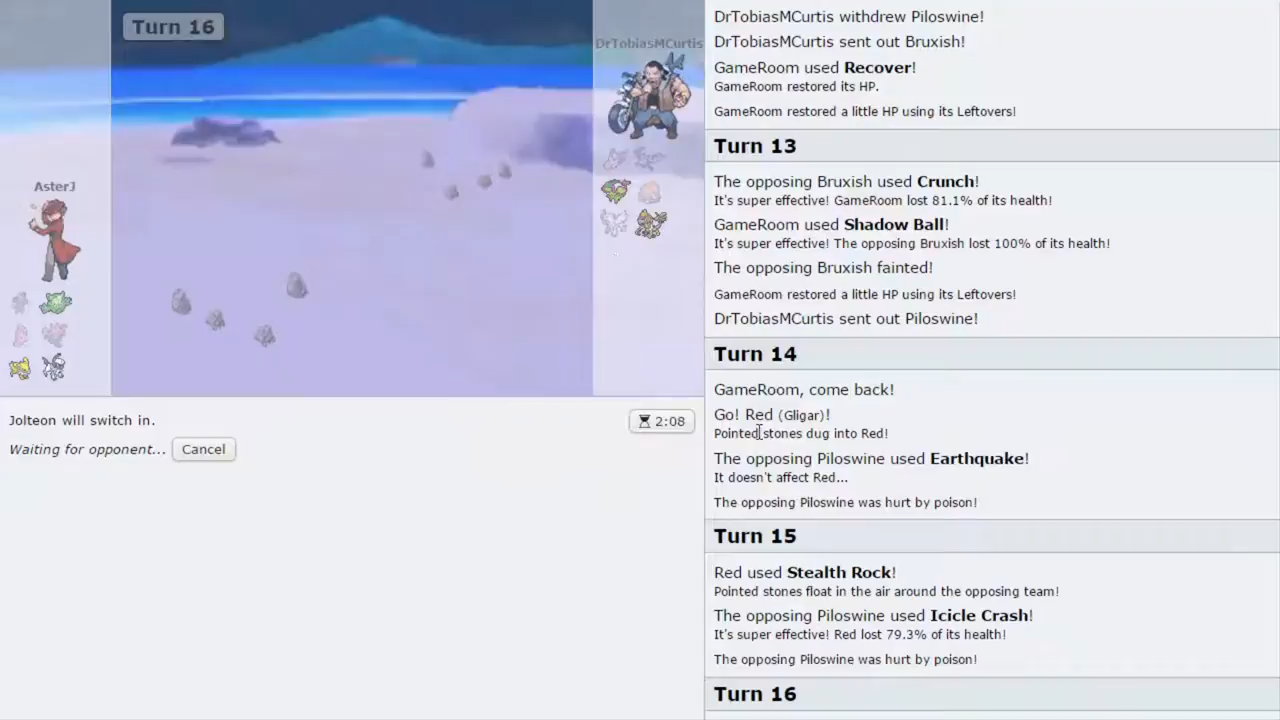 Turn 16
DrTobiasMCurtis
AsterJ
Jolteon will switch in.
2:08
Waiting for opponent... Cancel
DrTobiasMCurtis withdrew Piloswine!
DrTobiasMCurtis sent out Bruxish!
GameRoom used Recover!
GameRoom restored its HP.
GameRoom restored a little HP using its Leftovers!
Turn 13
The opposing Bruxish used Crunch!
It's super effective! GameRoom lost 81.1% of its health!
GameRoom used Shadow Ball!
It's super effective! The opposing Bruxish lost 100% of its health!
The opposing Bruxish fainted!
GameRoom restored a little HP using its Leftovers!
DrTobiasMCurtis sent out Piloswine!
Turn 14
GameRoom, come back!
Go! Red (Gligar)!
Pointed stones dug into Red!
The opposing Piloswine used Earthquake!
It doesn't affect Red...
The opposing Piloswine was hurt by poison!
Turn 15
Red used Stealth Rock!
Pointed stones float in the air around the opposing team!
The opposing Piloswine used Icicle Crash!
It's super effective! Red lost 79.3% of its health!
The opposing Piloswine was hurt by poison!
Turn 16